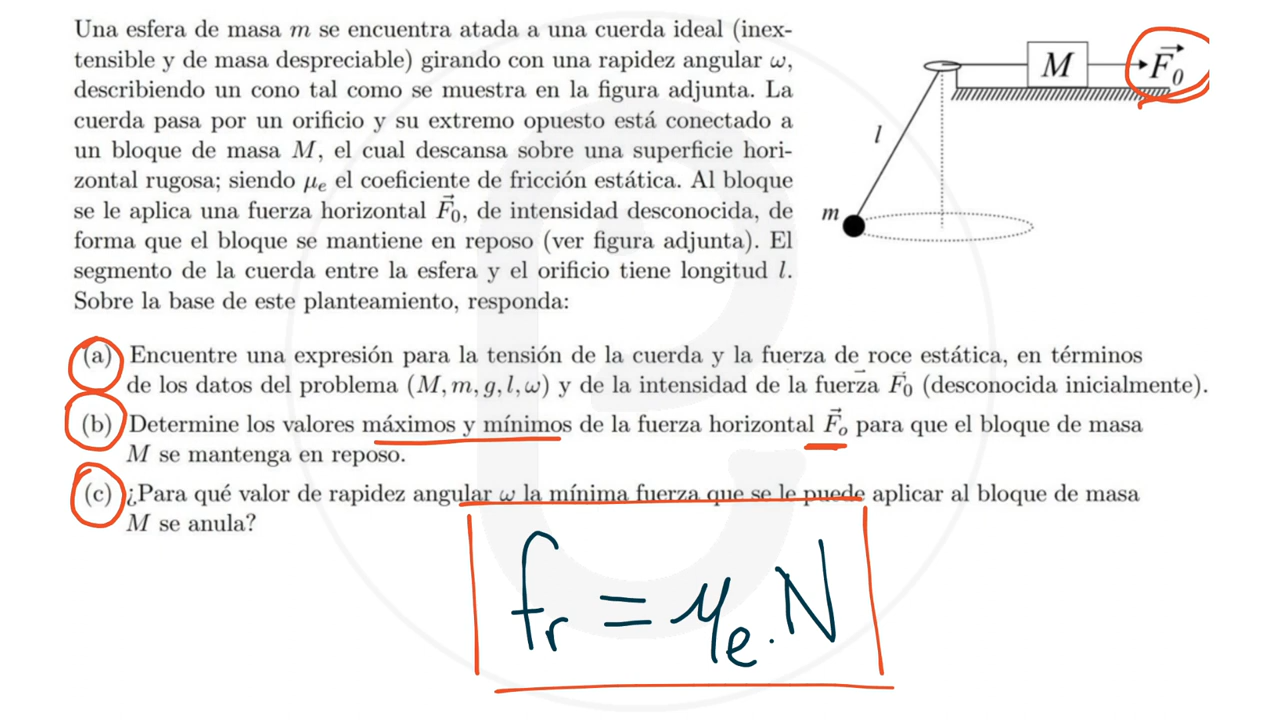 Una esfera de masa m se encuentra atada a una cuerda ideal (inex-
tensible y de masa despreciable) girando con una rapidez angular ω,
describiendo un cono tal como se muestra en la figura adjunta. La
cuerda pasa por un orificio y su extremo opuesto está conectado a
un bloque de masa M, el cual descansa sobre una superficie hori-
zontal rugosa; siendo μₑ el coeficiente de fricción estática. Al bloque
se le aplica una fuerza horizontal F⃗₀, de intensidad desconocida, de
forma que el bloque se mantiene en reposo (ver figura adjunta). El
segmento de la cuerda entre la esfera y el orificio tiene longitud l.
Sobre la base de este planteamiento, responda:
M F⃗₀
l
m
(a) Encuentre una expresión para la tensión de la cuerda y la fuerza de roce estática, en términos
de los datos del problema (M, m, g, l, ω) y de la intensidad de la fuerza F⃗₀ (desconocida inicialmente).
(b) Determine los valores máximos y mínimos de la fuerza horizontal F⃗ₒ para que el bloque de masa
M se mantenga en reposo.
(c) ¿Para qué valor de rapidez angular ω la mínima fuerza que se le puede aplicar al bloque de masa
M se anula?
fr = μe.N